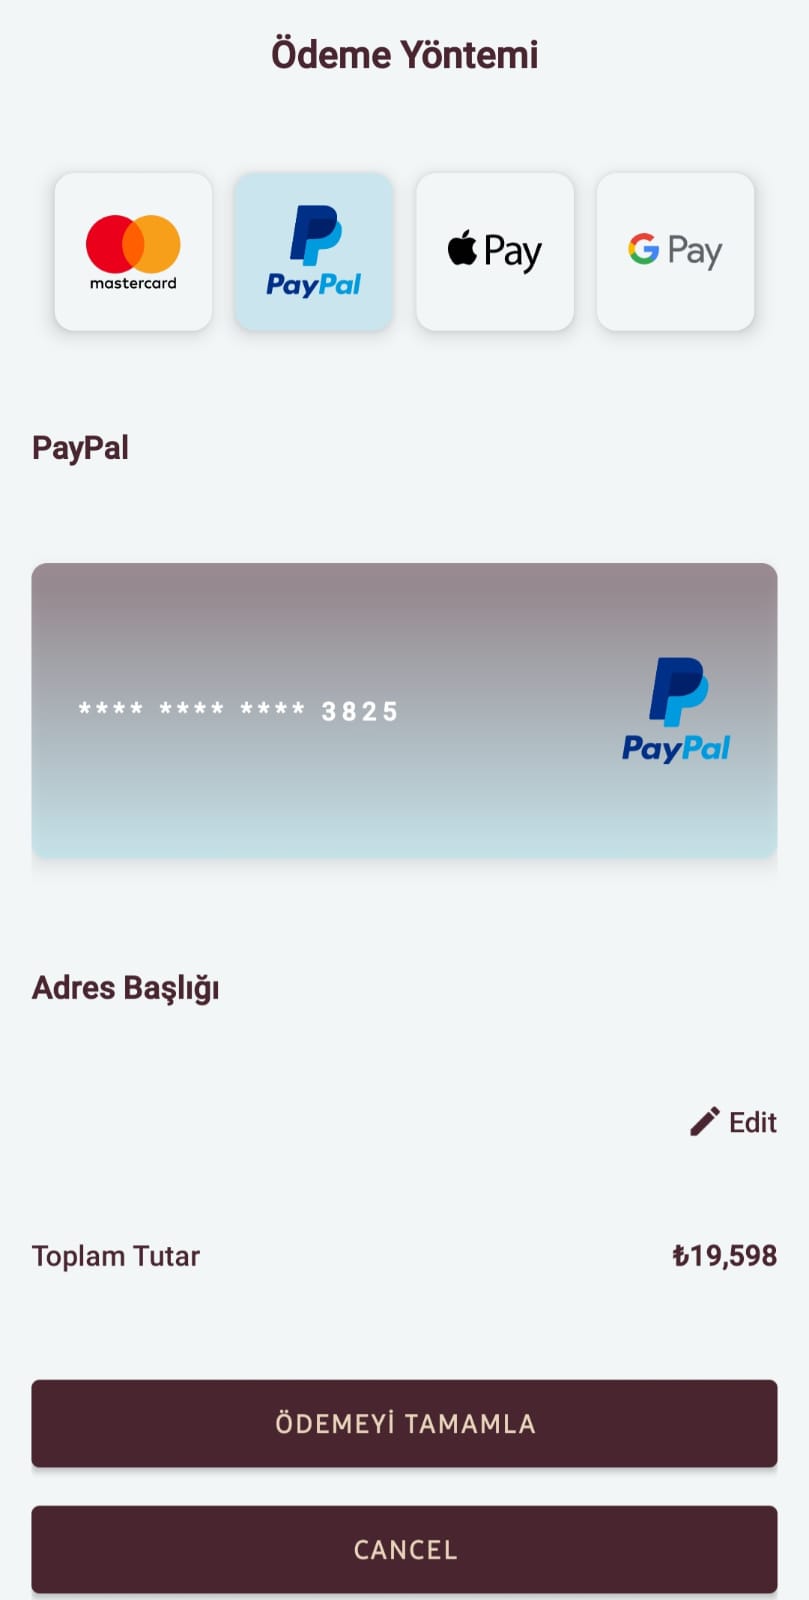 Ödeme Yöntemi
mastercard
PayPal
Pay
G Pay
PayPal
**** **** **** 3825
PayPal
Adres Başlığı
Edit
Toplam Tutar ₺19,598
ÖDEMEYİ TAMAMLA
CANCEL